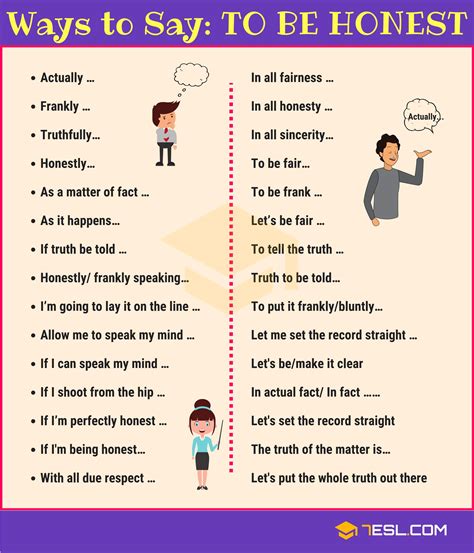 Ways to Say: TO BE HONEST
• Actually ...
• Frankly ...
• Truthfully...
• Honestly...
• As a matter of fact ...
• As it happens...
• If truth be told ...
• Honestly/ frankly speaking...
• I'm going to lay it on the line ...
• Allow me to speak my mind ...
• If I can speak my mind ...
• If I shoot from the hip ...
• If I'm perfectly honest ...
• If I'm being honest...
• With all due respect ...
In all fairness ...
In all honesty ...
In all sincerity...
To be fair...
To be frank ...
Let's be fair ...
To tell the truth ...
Truth to be told...
To put it frankly/bluntly...
Let me set the record straight ...
Let's be/make it clear
In actual fact/ In fact ......
Let's set the record straight
The truth of the matter is...
Let's put the whole truth out there
Actually...
7ESL.COM